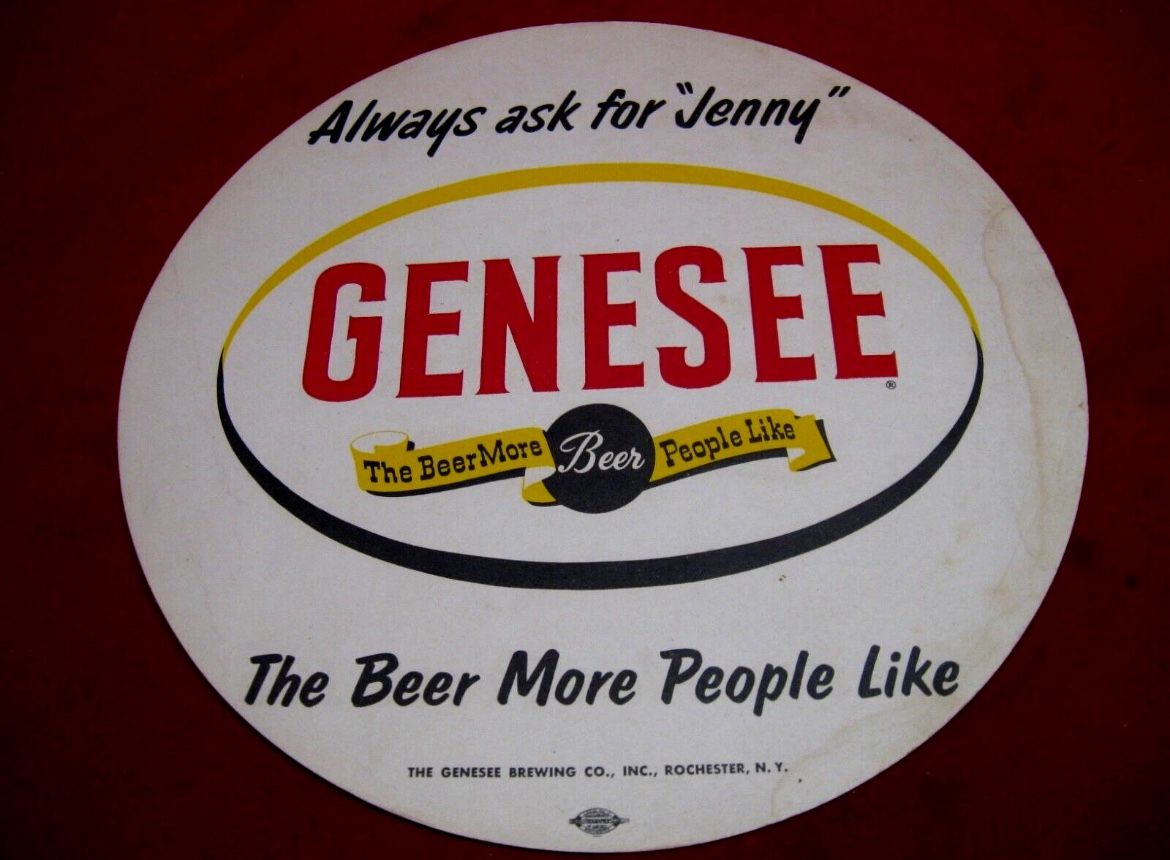 Always ask for "Jenny"
GENESEE
®
The Beer More Beer People Like
The Beer More People Like
THE GENESEE BREWING CO., INC., ROCHESTER, N.Y.